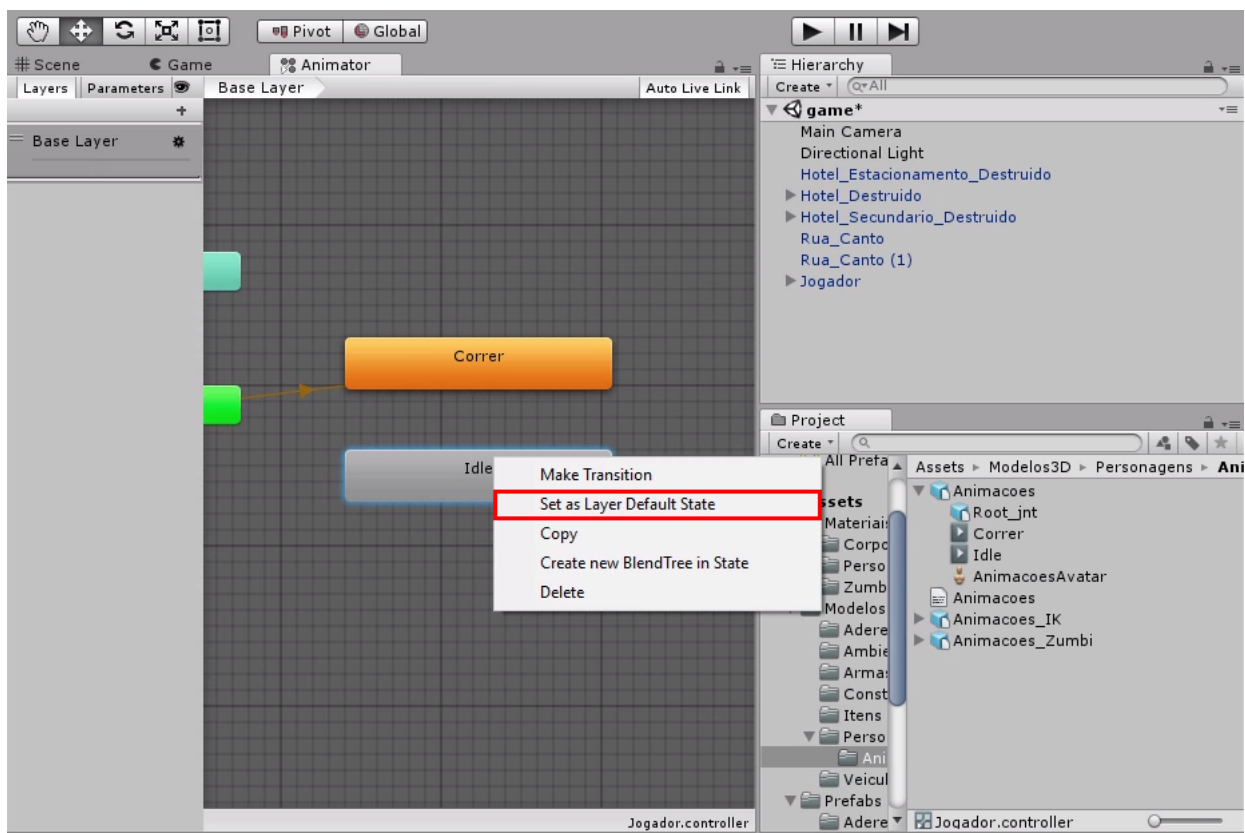 Pivot Global
Scene Game Animator
Layers Parameters Base Layer Auto Live Link
+
Base Layer
Correr
Idle
Make Transition
Set as Layer Default State
Copy
Create new BlendTree in State
Delete
Jogador.controller
Hierarchy
Create All
game*
Main Camera
Directional Light
Hotel_Estacionamento_Destruido
Hotel_Destruido
Hotel_Secundario_Destruido
Rua_Canto
Rua_Canto (1)
Jogador
Project
Create
All Prefa
ssets
Materiai
Corpo
Perso
Zumb
Modelos
Adere
Ambie
Armas
Const
Itens
Perso
Ani
Veicul
Prefabs
Adere
Assets Modelos3D Personagens Ani
Animacoes
Root_jnt
Correr
Idle
AnimacoesAvatar
Animacoes
Animacoes_IK
Animacoes_Zumbi
Jogador.controller